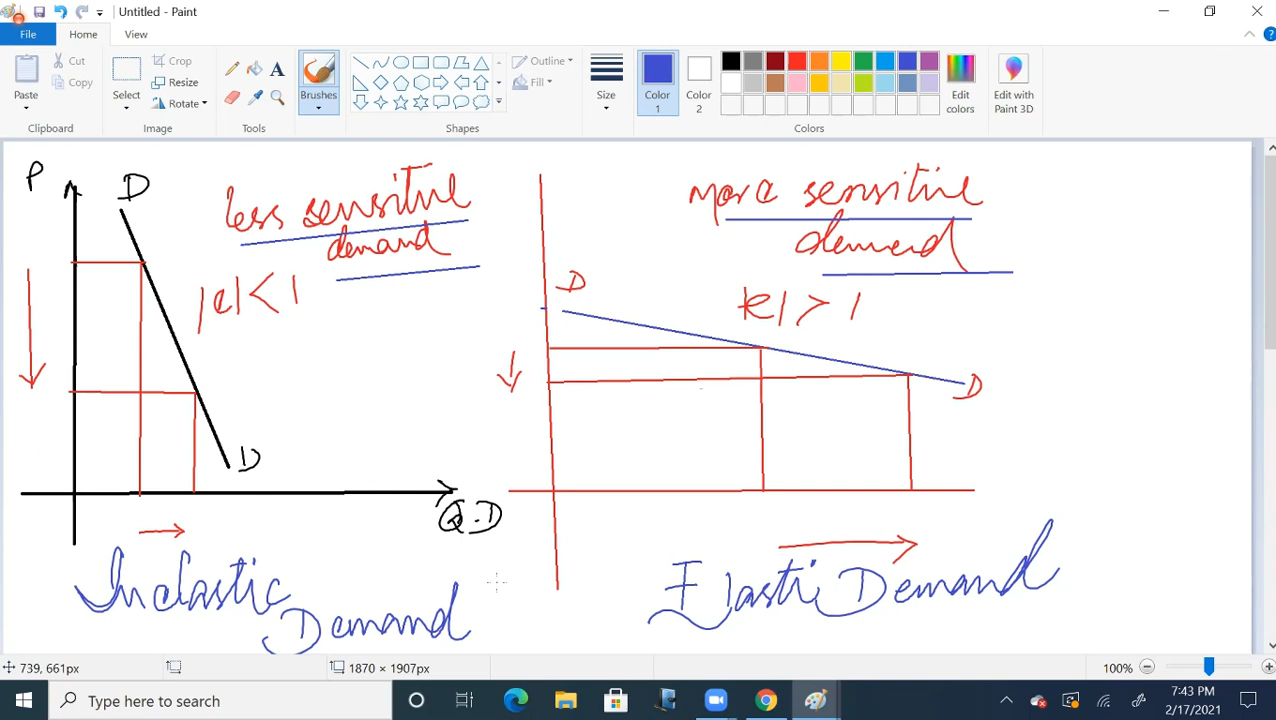 Untitled - Paint
File
Home
View
Paste
Cut
Copy
Clipboard
Select
Crop
Resize
Rotate
Image
A
Tools
Brushes
Outline
Fill
Shapes
Size
Color
1
Color
2
Colors
Edit
colors
Edit with
Paint 3D
P
D
less sensitive
demand
|e| < 1
D
Q.D
Inelastic
Demand
more sensitive
demand
|e| > 1
D
D
Elastic Demand
739, 661px
1870 × 1907px
100%
Type here to search
7:43 PM
2/17/2021